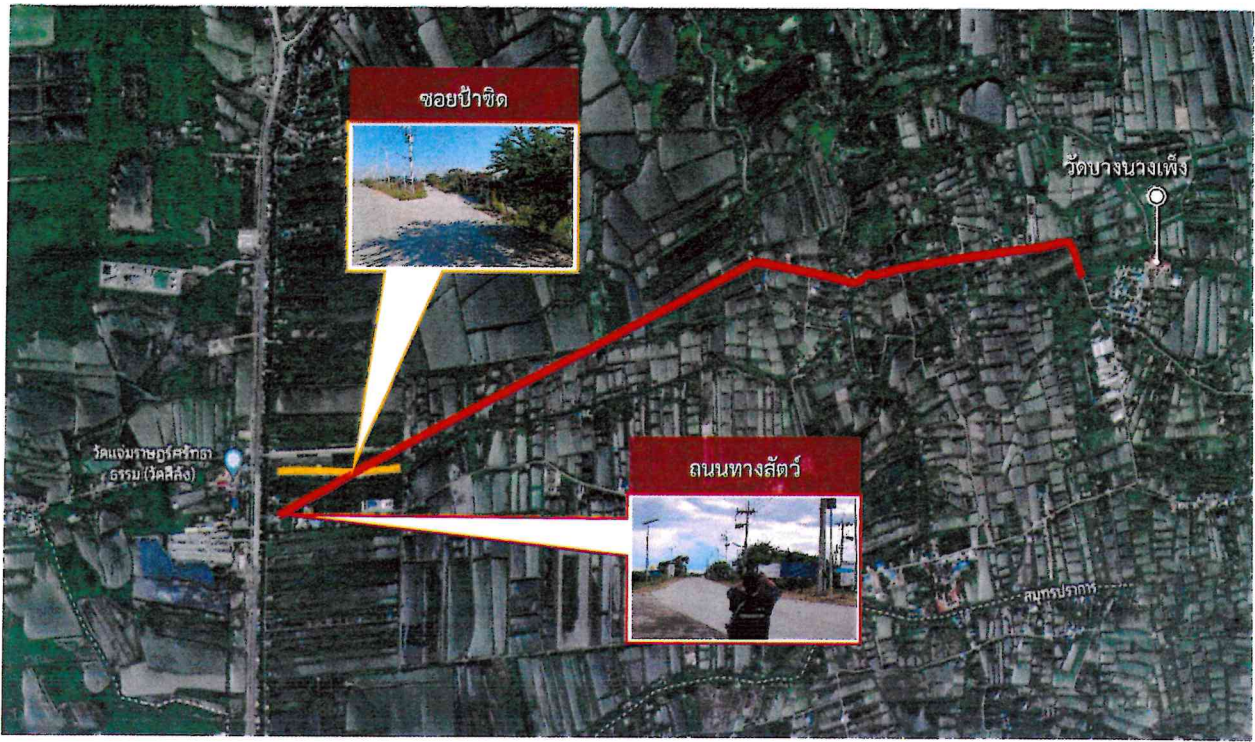 ซอยป้าชิด
วัดบางนางเพ็ง
วัดแจ่มราษฎร์ศรัทธา
ธรรม (วัดสีล้ง)
ถนนทางสัตว์
สมุทรปราการ